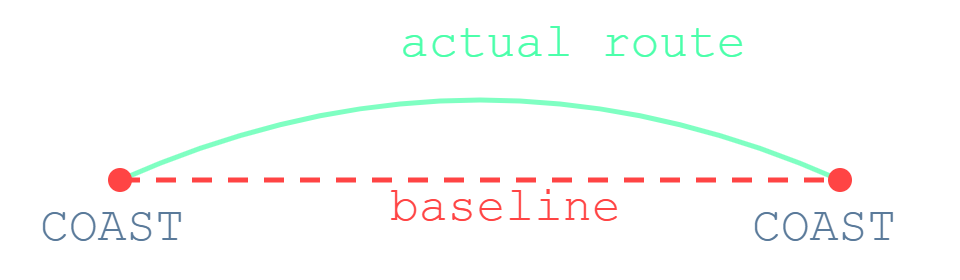 actual route
baseline
COAST
COAST